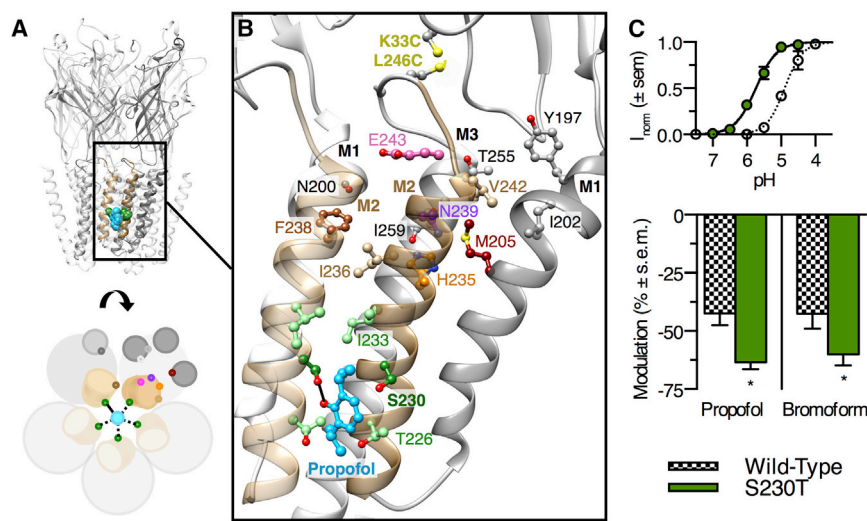 A
B
K33C
L246C
Y197
E243
M3
M1
T255
M1
N200
V242
M2
M2
N239
F238
I259
I202
M205
I236
H235
I233
S230
T226
Propofol
C
1.0
0.5
0.0
I norm (± sem)
7 6 5 4
pH
0
-25
-50
-75
Modulation (% ± s.e.m.)
* *
Propofol Bromoform
Wild-Type
S230T